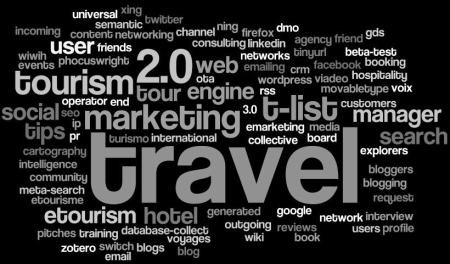 universal xing twitter
incoming semantic channel ning firefox dmo gds
content networking agency friend
user friends consulting linkedin tinyurl beta-test
wiwih phocuswright 2.0 web networks facebook booking
events ota emailing crm hospitality
tourism tour engine rss wordpress viadeo movabletype voix
operator end 3.0 t-list customers
social seo marketing emarketing media manager
tips ip collective board search
pr turismo international explorers
cartography travel bloggers
intelligence blogging
community request
meta-search
etourisme
etourism hotel generated google network interview
pitches training database-collect outgoing reviews users profile
zotero switch blogs voyages wiki book
email blog